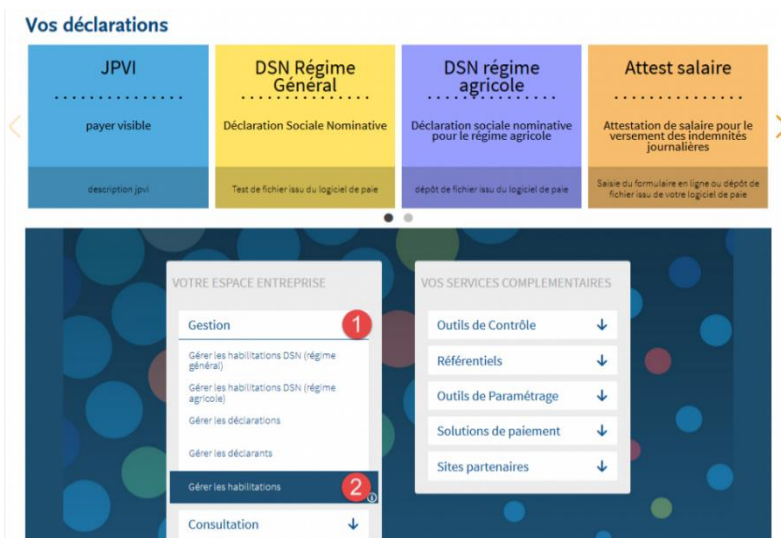 Vos déclarations
JPVI
payer visible
description jpvi
DSN Régime
Général
Déclaration Sociale Nominative
Test de fichier issu du logiciel de paie
DSN régime
agricole
Déclaration sociale nominative
pour le régime agricole
dépôt de fichier issu du logiciel de paie
Attest salaire
Attestation de salaire pour le
versement des indemnités
journalières
Saisie du formulaire en ligne ou dépôt de
fichier issu de votre logiciel de paie
VOTRE ESPACE ENTREPRISE
Gestion
1
Gérer les habilitations DSN (régime
général)
Gérer les habilitations DSN (régime
agricole)
Gérer les déclarations
Gérer les déclarants
Gérer les habilitations
2
Consultation
VOS SERVICES COMPLEMENTAIRES
Outils de Contrôle
Référentiels
Outils de Paramétrage
Solutions de paiement
Sites partenaires